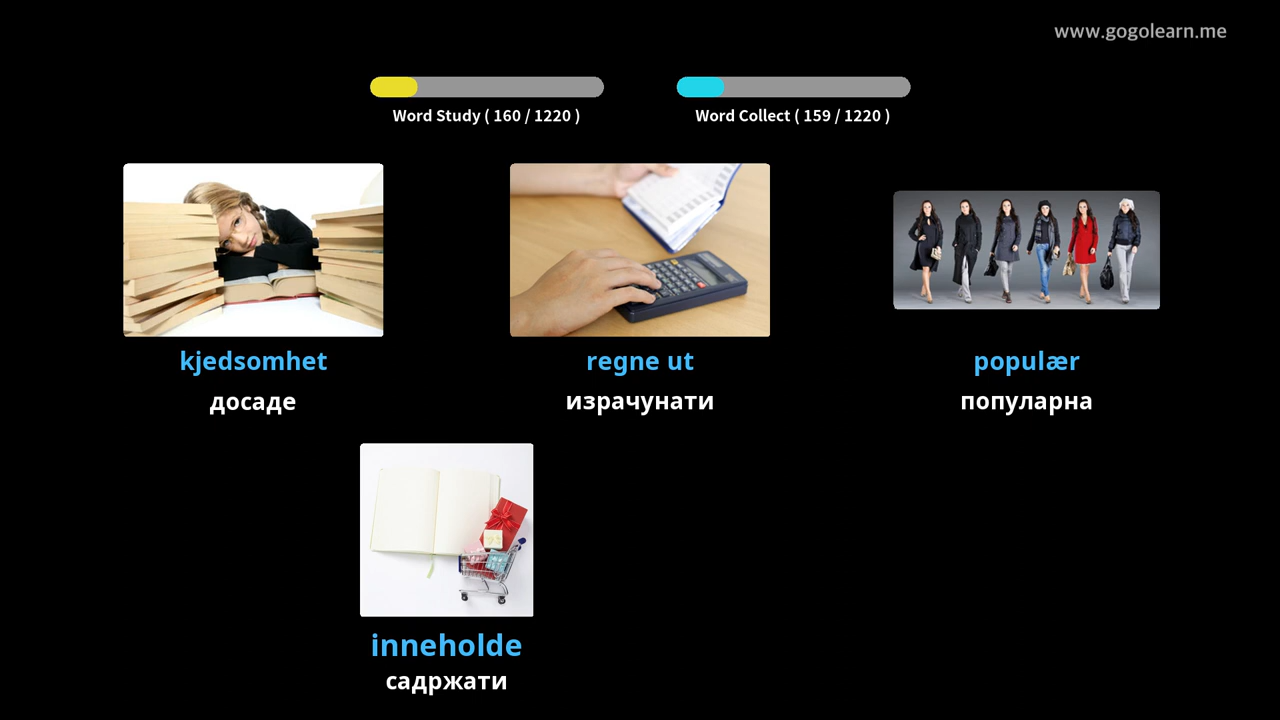 www.gogolearn.me
Word Study ( 160 / 1220 )
Word Collect ( 159 / 1220 )
kjedsomhet
regne ut
populær
досаде
израчунати
популарна
inneholde
садржати